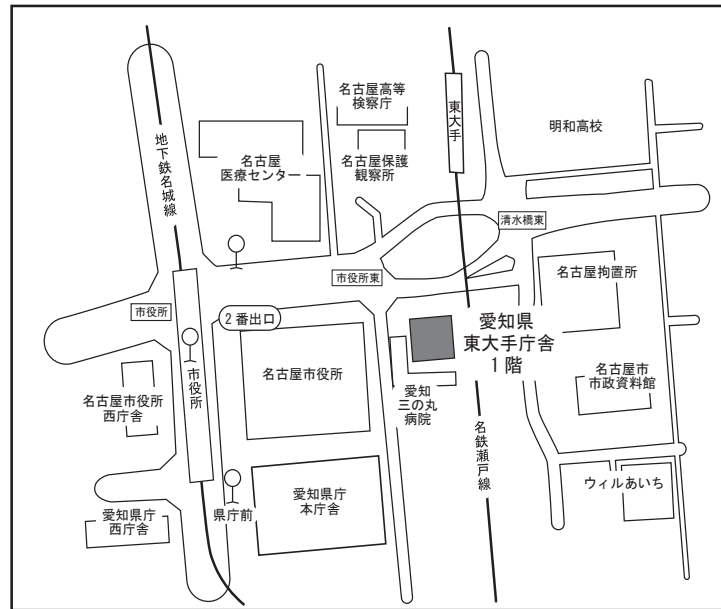 名古屋高等
検察庁
東大手
明和高校
地下鉄名城線
名古屋
医療センター
名古屋保護
観察所
清水橋東
市役所東
名古屋拘置所
市役所
2番出口
愛知県
東大手庁舎
1階
市役所
名古屋市役所
名古屋市役所
西庁舎
愛知
三の丸
病院
名古屋市
市政資料館
名鉄瀬戸線
愛知県庁
本庁舎
ウィルあいち
県庁前
愛知県庁
西庁舎